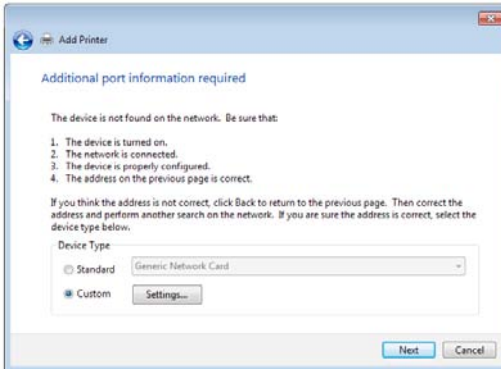 Add Printer
Additional port information required
The device is not found on the network. Be sure that:
1. The device is turned on.
2. The network is connected.
3. The device is properly configured.
4. The address on the previous page is correct.
If you think the address is not correct, click Back to return to the previous page. Then correct the
address and perform another search on the network. If you are sure the address is correct, select the
device type below.
Device Type
Standard
Generic Network Card
Custom
Settings...
Next
Cancel